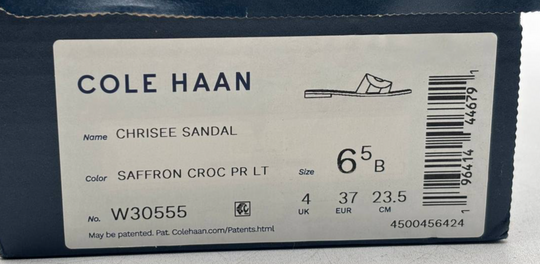 COLE HAAN
Name CHRISEE SANDAL
Color SAFFRON CROC PR LT
Size 6 5 B
No. W30555
4 UK 37 EUR 23.5 CM
May be patented. Pat. Colehaan.com/Patents.html
1 96414 44679 1
4500456424